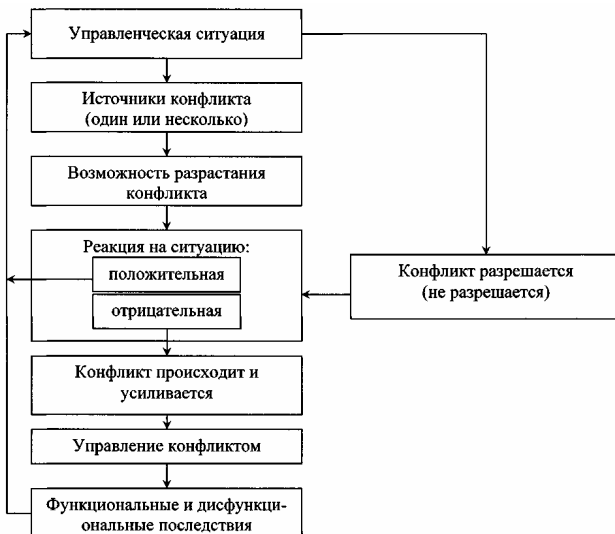 Управленческая ситуация
Источники конфликта
(один или несколько)
Возможность разрастания
конфликта
Реакция на ситуацию:
положительная
отрицательная
Конфликт разрешается
(не разрешается)
Конфликт происходит и
усиливается
Управление конфликтом
Функциональные и дисфункци-
ональные последствия